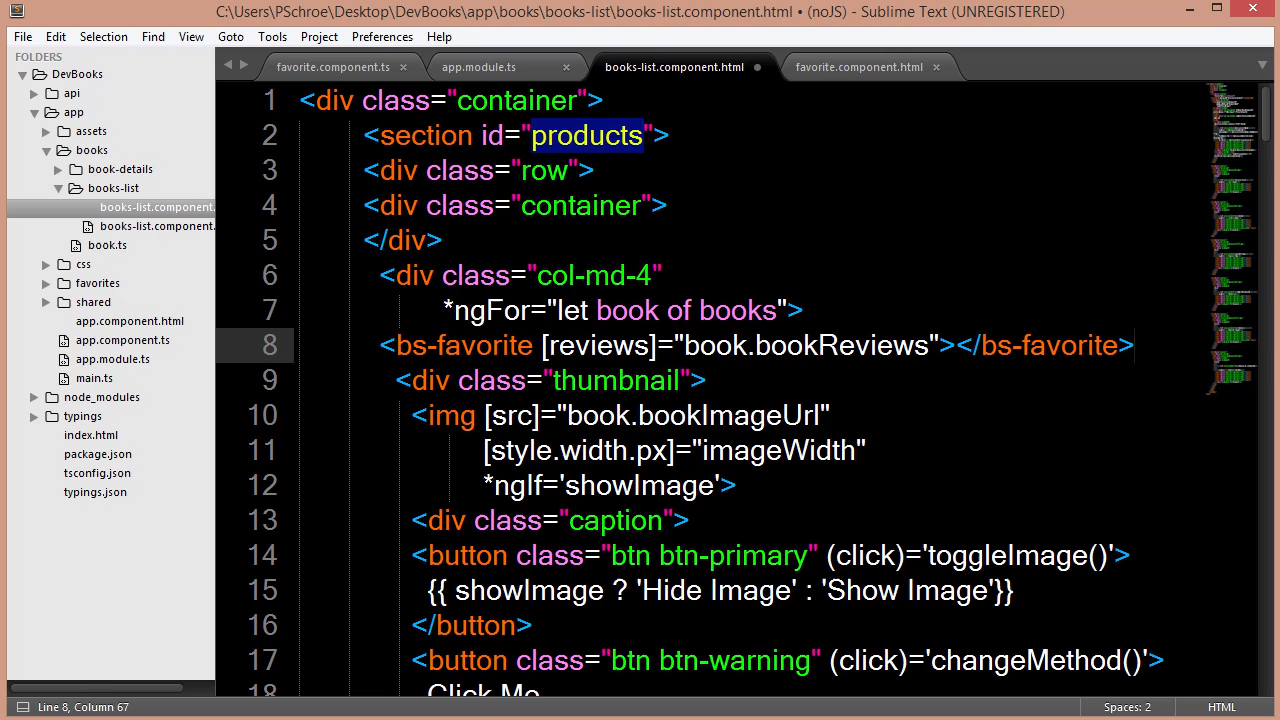 C:\Users\PSchroe\Desktop\DevBooks\app\books\books-list\books-list.component.html • (noJS) - Sublime Text (UNREGISTERED)
File Edit Selection Find View Goto Tools Project Preferences Help
FOLDERS
DevBooks
api
app
assets
books
book-details
books-list
books-list.component.
books-list.component.
book.ts
css
favorites
shared
app.component.html
app.component.ts
app.module.ts
main.ts
node_modules
typings
index.html
package.json
tsconfig.json
typings.json
favorite.component.ts × app.module.ts × books-list.component.html favorite.component.html ×
1 <div class="container">
2 <section id="products">
3 <div class="row">
4 <div class="container">
5 </div>
6 <div class="col-md-4"
7 *ngFor="let book of books">
8 <bs-favorite [reviews]="book.bookReviews"></bs-favorite>
9 <div class="thumbnail">
10 <img [src]="book.bookImageUrl"
11 [style.width.px]="imageWidth"
12 *ngIf='showImage'>
13 <div class="caption">
14 <button class="btn btn-primary" (click)='toggleImage()'>
15 {{ showImage ? 'Hide Image' : 'Show Image'}}
16 </button>
17 <button class="btn btn-warning" (click)='changeMethod()'>
18 Click Me
Line 8, Column 67 Spaces: 2 HTML